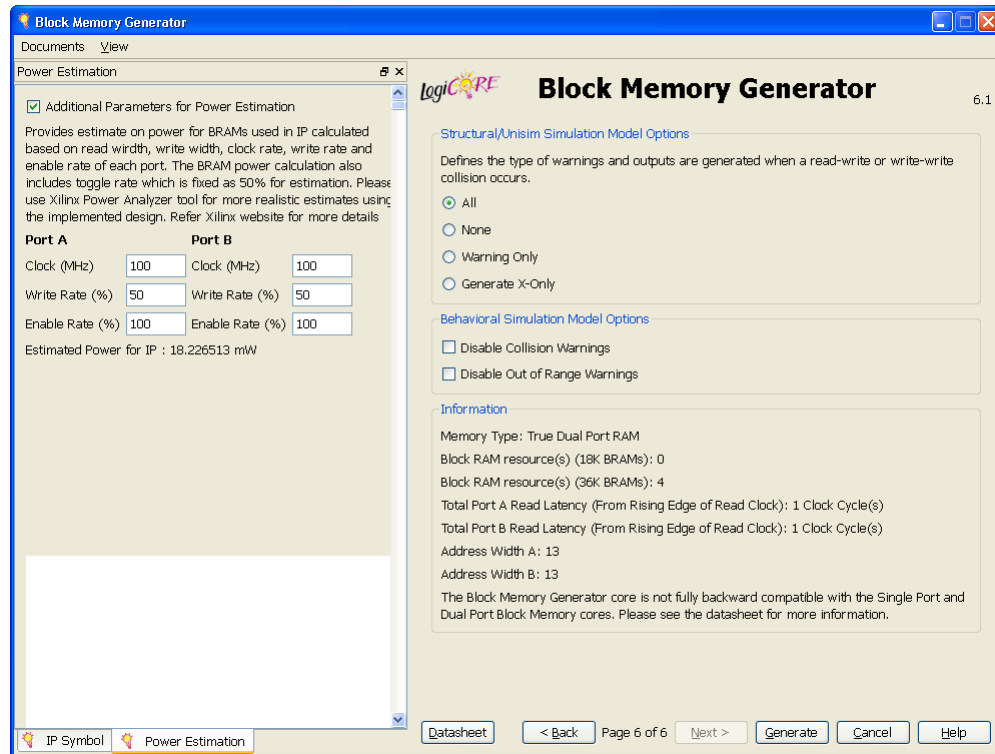 Block Memory Generator
Documents View
Power Estimation
Additional Parameters for Power Estimation
Provides estimate on power for BRAMs used in IP calculated
based on read wirdth, write width, clock rate, write rate and
enable rate of each port. The BRAM power calculation also
includes toggle rate which is fixed as 50% for estimation. Please
use Xilinx Power Analyzer tool for more realistic estimates using
the implemented design. Refer Xilinx website for more details
Port A Port B
Clock (MHz) 100 Clock (MHz) 100
Write Rate (%) 50 Write Rate (%) 50
Enable Rate (%) 100 Enable Rate (%) 100
Estimated Power for IP : 18.226513 mW
IP Symbol Power Estimation
LogiCORE Block Memory Generator 6.1
Structural/Unisim Simulation Model Options
Defines the type of warnings and outputs are generated when a read-write or write-write
collision occurs.
All
None
Warning Only
Generate X-Only
Behavioral Simulation Model Options
Disable Collision Warnings
Disable Out of Range Warnings
Information
Memory Type: True Dual Port RAM
Block RAM resource(s) (18K BRAMs): 0
Block RAM resource(s) (36K BRAMs): 4
Total Port A Read Latency (From Rising Edge of Read Clock): 1 Clock Cycle(s)
Total Port B Read Latency (From Rising Edge of Read Clock): 1 Clock Cycle(s)
Address Width A: 13
Address Width B: 13
The Block Memory Generator core is not fully backward compatible with the Single Port and
Dual Port Block Memory cores. Please see the datasheet for more information.
Datasheet < Back Page 6 of 6 Next > Generate Cancel Help